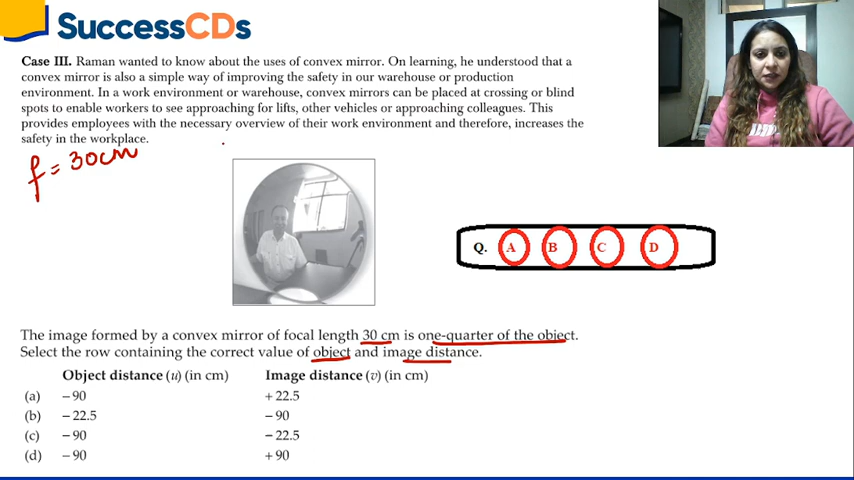 SuccessCDs
Case III. Raman wanted to know about the uses of convex mirror. On learning, he understood that a
convex mirror is also a simple way of improving the safety in our warehouse or production
environment. In a work environment or warehouse, convex mirrors can be placed at crossing or blind
spots to enable workers to see approaching for lifts, other vehicles or approaching colleagues. This
provides employees with the necessary overview of their work environment and therefore, increases the
safety in the workplace.
f = 30cm
Q. A B C D
The image formed by a convex mirror of focal length 30 cm is one-quarter of the object.
Select the row containing the correct value of object and image distance.
Object distance (u) (in cm) Image distance (v) (in cm)
(a) – 90 + 22.5
(b) – 22.5 – 90
(c) – 90 – 22.5
(d) – 90 + 90